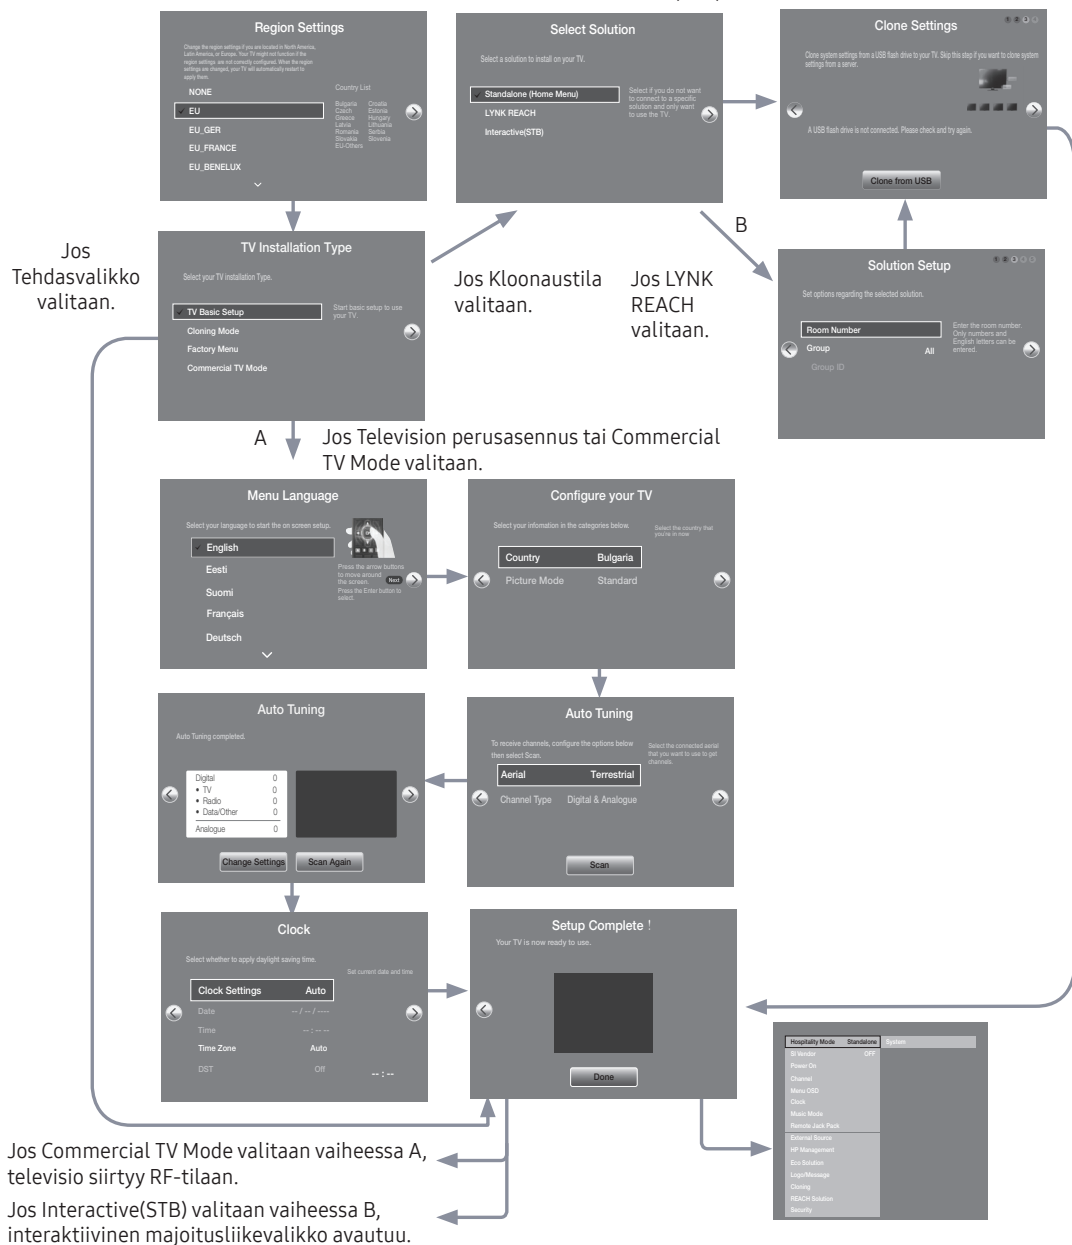 Region Settings
Change the region settings if you are located in North America,
Latin America, or Europe. Your TV might not function if the
region settings are not correctly configured. When the region
settings are changed, your TV will automatically restart to
apply them.
NONE
✓ EU
EU_GER
EU_FRANCE
EU_BENELUX
Country List
Bulgaria Croatia
Czech Estonia
Greece Hungary
Latvia Lithuania
Romania Serbia
Slovakia Slovenia
EU-Others
Select Solution
Select a solution to install on your TV.
✓ Standalone (Home Menu)
LYNK REACH
Interactive(STB)
Select if you do not want
to connect to a specific
solution and only want
to use the TV.
Clone Settings
Clone system settings from a USB flash drive to your TV. Skip this step if you want to clone system
settings from a server.
A USB flash drive is not connected. Please check and try again.
Clone from USB
Jos
Tehdasvalikko
valitaan.
TV Installation Type
Select your TV installation Type.
✓ TV Basic Setup
Cloning Mode
Factory Menu
Commercial TV Mode
Start basic setup to use
your TV.
Jos Kloonaustila
valitaan.
Jos LYNK
REACH
valitaan.
B
Solution Setup
Set options regarding the selected solution.
Room Number
Group All
Group ID
Enter the room number.
Only numbers and
English letters can be
entered.
A
Jos Television perusasennus tai Commercial
TV Mode valitaan.
Menu Language
Select your language to start the on screen setup.
✓ English
Eesti
Suomi
Français
Deutsch
Press the arrow buttons
to move around
the screen.
Next
Press the Enter button to
select.
Configure your TV
Select your infomation in the categories below.
Country Bulgaria
Picture Mode Standard
Select the country that
you're in now
Auto Tuning
Auto Tuning completed.
Digital 0
• TV 0
• Radio 0
• Data/Other 0
Analogue 0
Change Settings Scan Again
Auto Tuning
To receive channels, configure the options below
then select Scan.
Aerial Terrestrial
Channel Type Digital & Analogue
Select the connected aerial
that you want to use to get
channels.
Scan
Clock
Select whether to apply daylight saving time.
Set current date and time
Clock Settings Auto
Date -- / -- / ----
Time -- : -- --
Time Zone Auto
DST Off
-- : --
Setup Complete !
Your TV is now ready to use.
Done
Hospitality Mode Standalone System
SI Vendor OFF
Power On
Channel
Menu OSD
Clock
Music Mode
Remote Jack Pack
External Source
HP Management
Eco Solution
Logo/Message
Cloning
REACH Solution
Security
Jos Commercial TV Mode valitaan vaiheessa A,
televisio siirtyy RF-tilaan.
Jos Interactive(STB) valitaan vaiheessa B,
interaktiivinen majoitusliikevalikko avautuu.